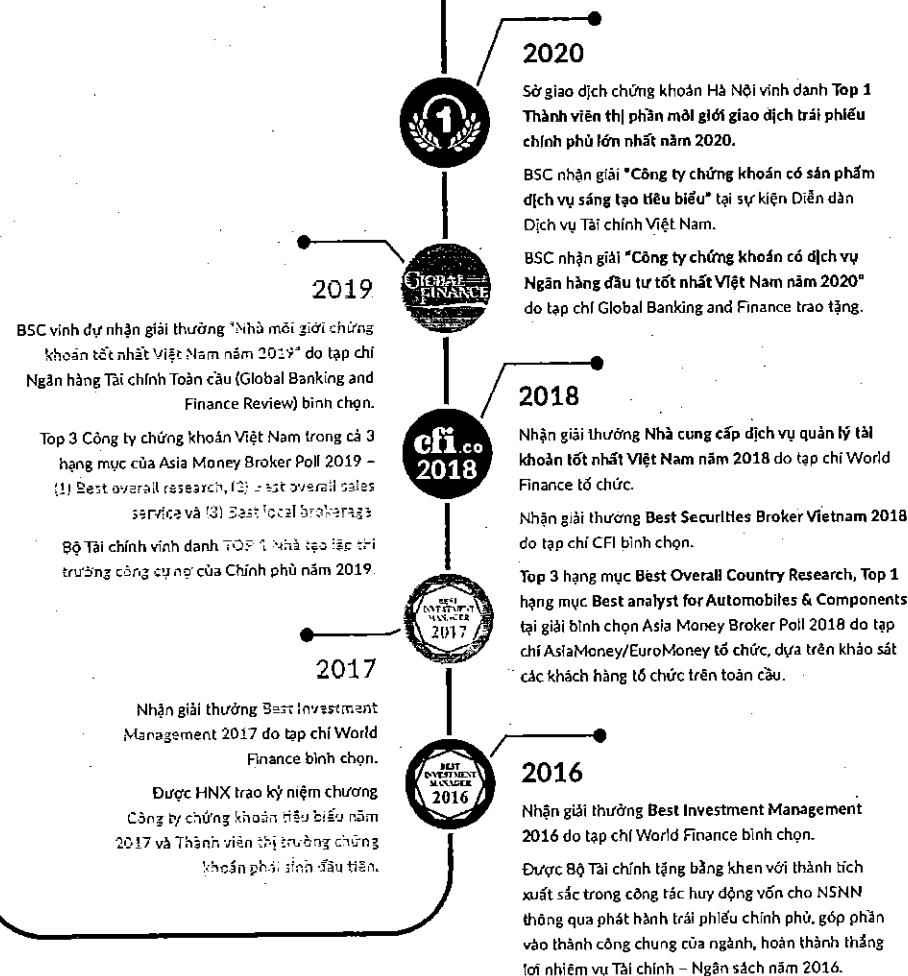 2020
Sở giao dịch chứng khoán Hà Nội vinh danh Top 1
Thành viên thị phần môi giới giao dịch trái phiếu
chính phủ lớn nhất năm 2020.
BSC nhận giải "Công ty chứng khoán có sản phẩm
dịch vụ sáng tạo tiêu biểu" tại sự kiện Diễn đàn
Dịch vụ Tài chính Việt Nam.
BSC nhận giải "Công ty chứng khoán có dịch vụ
Ngân hàng đầu tư tốt nhất Việt Nam năm 2020"
do tạp chí Global Banking and Finance trao tặng.
1
GLOBAL
FINANCE
2019
BSC vinh dự nhận giải thưởng "Nhà môi giới chứng
khoán tốt nhất Việt Nam năm 2019" do tạp chí
Ngân hàng Tài chính Toàn cầu (Global Banking and
Finance Review) bình chọn.
Top 3 Công ty chứng khoán Việt Nam trong cả 3
hạng mục của Asia Money Broker Poll 2019 –
(1) Best overall research, (2) Best overall sales
service và (3) Best local brokerage
Bộ Tài chính vinh danh TOP 1 Nhà tạo lập thị
trường công cụ nợ của Chính phủ năm 2019.
cfi.co
2018
2018
Nhận giải thưởng Nhà cung cấp dịch vụ quản lý tài
khoản tốt nhất Việt Nam năm 2018 do tạp chí World
Finance tổ chức.
Nhận giải thưởng Best Securities Broker Vietnam 2018
do tạp chí CFI bình chọn.
Top 3 hạng mục Best Overall Country Research, Top 1
hạng mục Best analyst for Automobiles & Components
tại giải bình chọn Asia Money Broker Poll 2018 do tạp
chí AsiaMoney/EuroMoney tổ chức, dựa trên khảo sát
các khách hàng tổ chức trên toàn cầu.
BEST
INVESTMENT
MANAGER
2017
2017
Nhận giải thưởng Best Investment
Management 2017 do tạp chí World
Finance bình chọn.
Được HNX trao kỷ niệm chương
Công ty chứng khoán tiêu biểu năm
2017 và Thành viên thị trường chứng
khoán phái sinh đầu tiên.
BEST
INVESTMENT
MANAGER
2016
2016
Nhận giải thưởng Best Investment Management
2016 do tạp chí World Finance bình chọn.
Được Bộ Tài chính tặng bằng khen với thành tích
xuất sắc trong công tác huy động vốn cho NSNN
thông qua phát hành trái phiếu chính phủ, góp phần
vào thành công chung của ngành, hoàn thành thắng
lợi nhiệm vụ Tài chính – Ngân sách năm 2016.